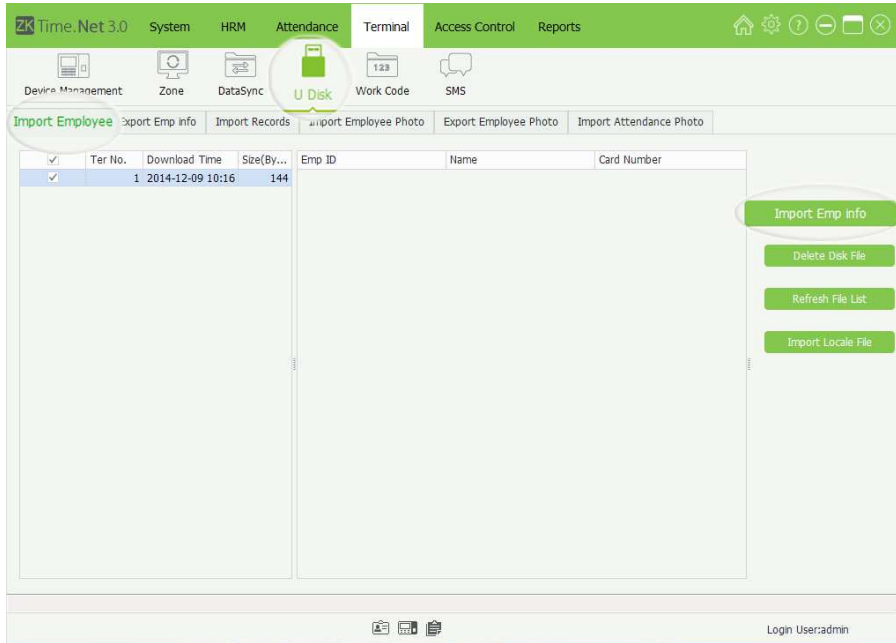 ZK Time.Net 3.0 System HRM Attendance Terminal Access Control Reports
Device Management Zone DataSync U Disk 123 Work Code SMS
Import Employee Export Emp info Import Records Import Employee Photo Export Employee Photo Import Attendance Photo
Ter No. Download Time Size(By... Emp ID Name Card Number
1 2014-12-09 10:16 144
Import Emp info
Delete Disk File
Refresh File List
Import Locale File
Login User:admin